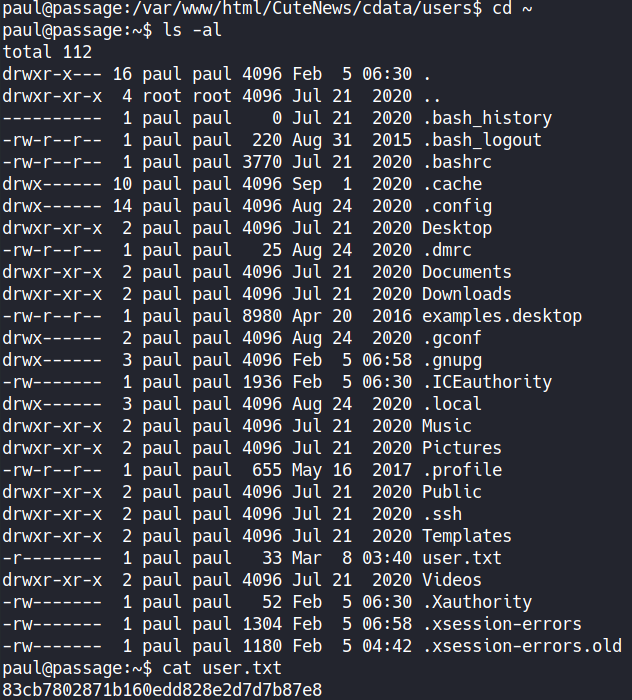 paul@passage:/var/www/html/CuteNews/cdata/users$ cd ~
paul@passage:~$ ls -al
total 112
drwxr-x--- 16 paul paul 4096 Feb  5 06:30 .
drwxr-xr-x  4 root root 4096 Jul 21  2020 ..
----------  1 paul paul    0 Jul 21  2020 .bash_history
-rw-r--r--  1 paul paul  220 Aug 31  2015 .bash_logout
-rw-r--r--  1 paul paul 3770 Jul 21  2020 .bashrc
drwx------ 10 paul paul 4096 Sep  1  2020 .cache
drwx------ 14 paul paul 4096 Aug 24  2020 .config
drwxr-xr-x  2 paul paul 4096 Jul 21  2020 Desktop
-rw-r--r--  1 paul paul   25 Aug 24  2020 .dmrc
drwxr-xr-x  2 paul paul 4096 Jul 21  2020 Documents
drwxr-xr-x  2 paul paul 4096 Jul 21  2020 Downloads
-rw-r--r--  1 paul paul 8980 Apr 20  2016 examples.desktop
drwx------  2 paul paul 4096 Aug 24  2020 .gconf
drwx------  3 paul paul 4096 Feb  5 06:58 .gnupg
-rw-------  1 paul paul 1936 Feb  5 06:30 .ICEauthority
drwx------  3 paul paul 4096 Aug 24  2020 .local
drwxr-xr-x  2 paul paul 4096 Jul 21  2020 Music
drwxr-xr-x  2 paul paul 4096 Jul 21  2020 Pictures
-rw-r--r--  1 paul paul  655 May 16  2017 .profile
drwxr-xr-x  2 paul paul 4096 Jul 21  2020 Public
drwxr-xr-x  2 paul paul 4096 Jul 21  2020 .ssh
drwxr-xr-x  2 paul paul 4096 Jul 21  2020 Templates
-r--------  1 paul paul   33 Mar  8 03:40 user.txt
drwxr-xr-x  2 paul paul 4096 Jul 21  2020 Videos
-rw-------  1 paul paul   52 Feb  5 06:30 .Xauthority
-rw-------  1 paul paul 1304 Feb  5 06:58 .xsession-errors
-rw-------  1 paul paul 1180 Feb  5 04:42 .xsession-errors.old
paul@passage:~$ cat user.txt
83cb7802871b160edd828e2d7d7b87e8